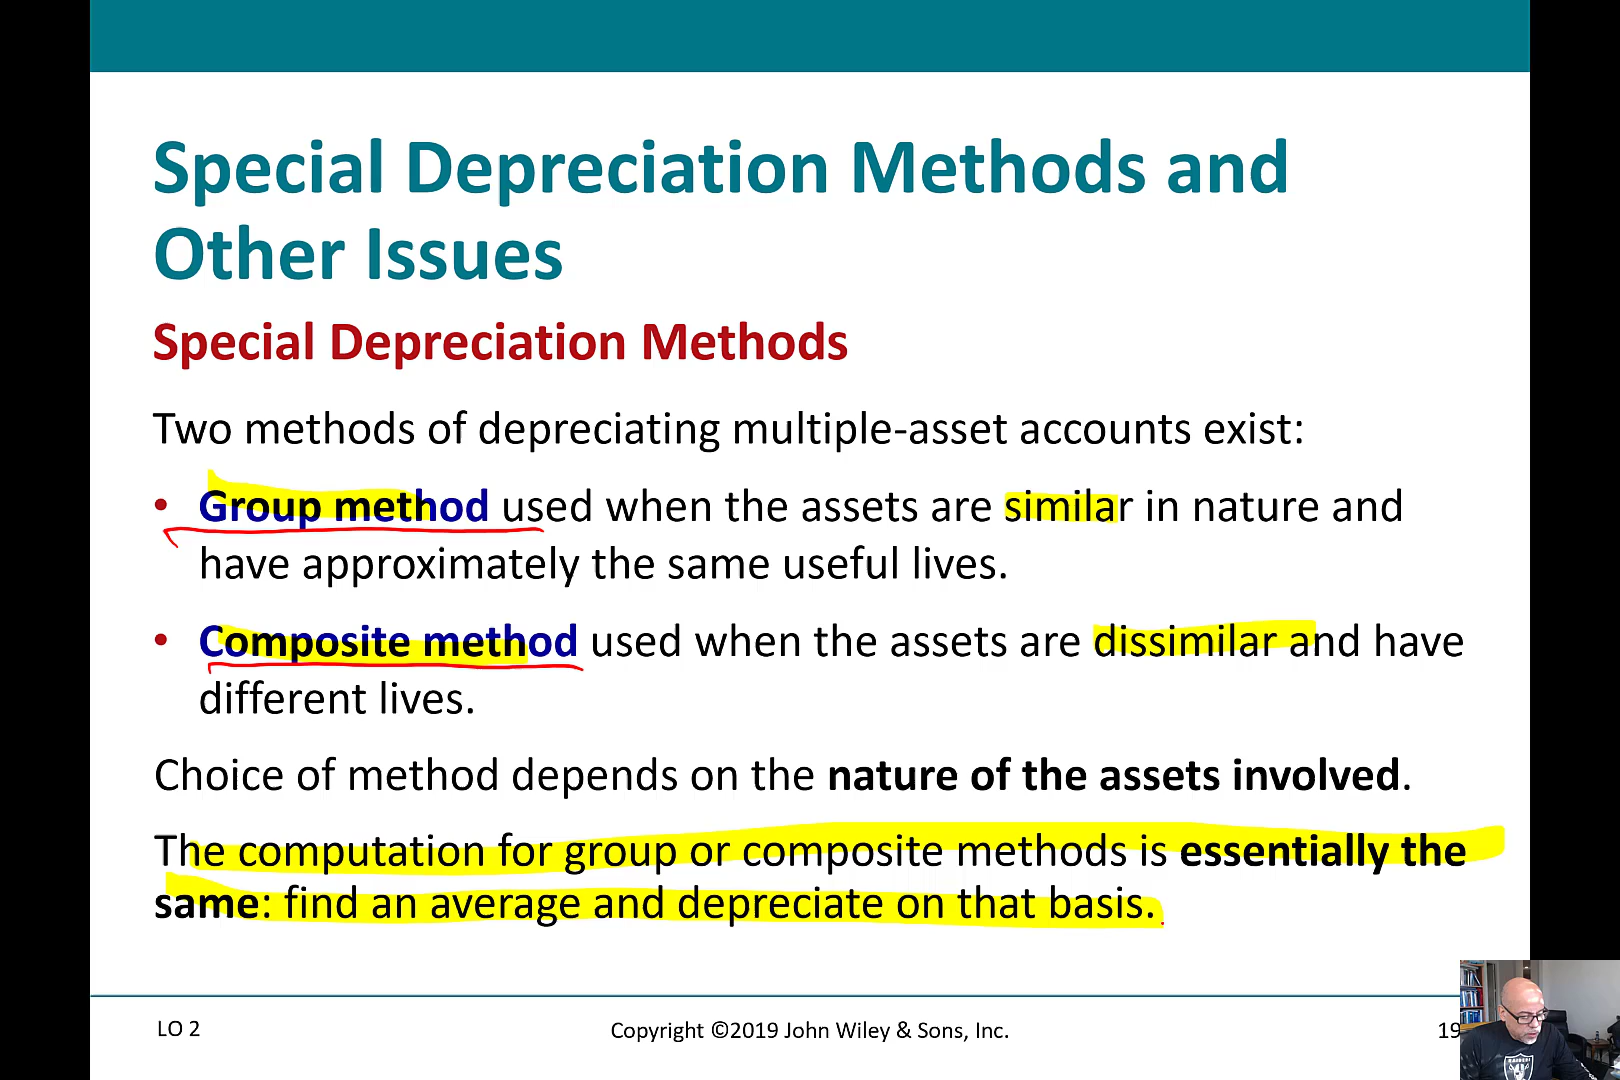 Special Depreciation Methods and
Other Issues
Special Depreciation Methods
Two methods of depreciating multiple-asset accounts exist:
• Group method used when the assets are similar in nature and
have approximately the same useful lives.
• Composite method used when the assets are dissimilar and have
different lives.
Choice of method depends on the nature of the assets involved.
The computation for group or composite methods is essentially the
same: find an average and depreciate on that basis.
LO 2
Copyright ©2019 John Wiley & Sons, Inc.
19
RAIDERS